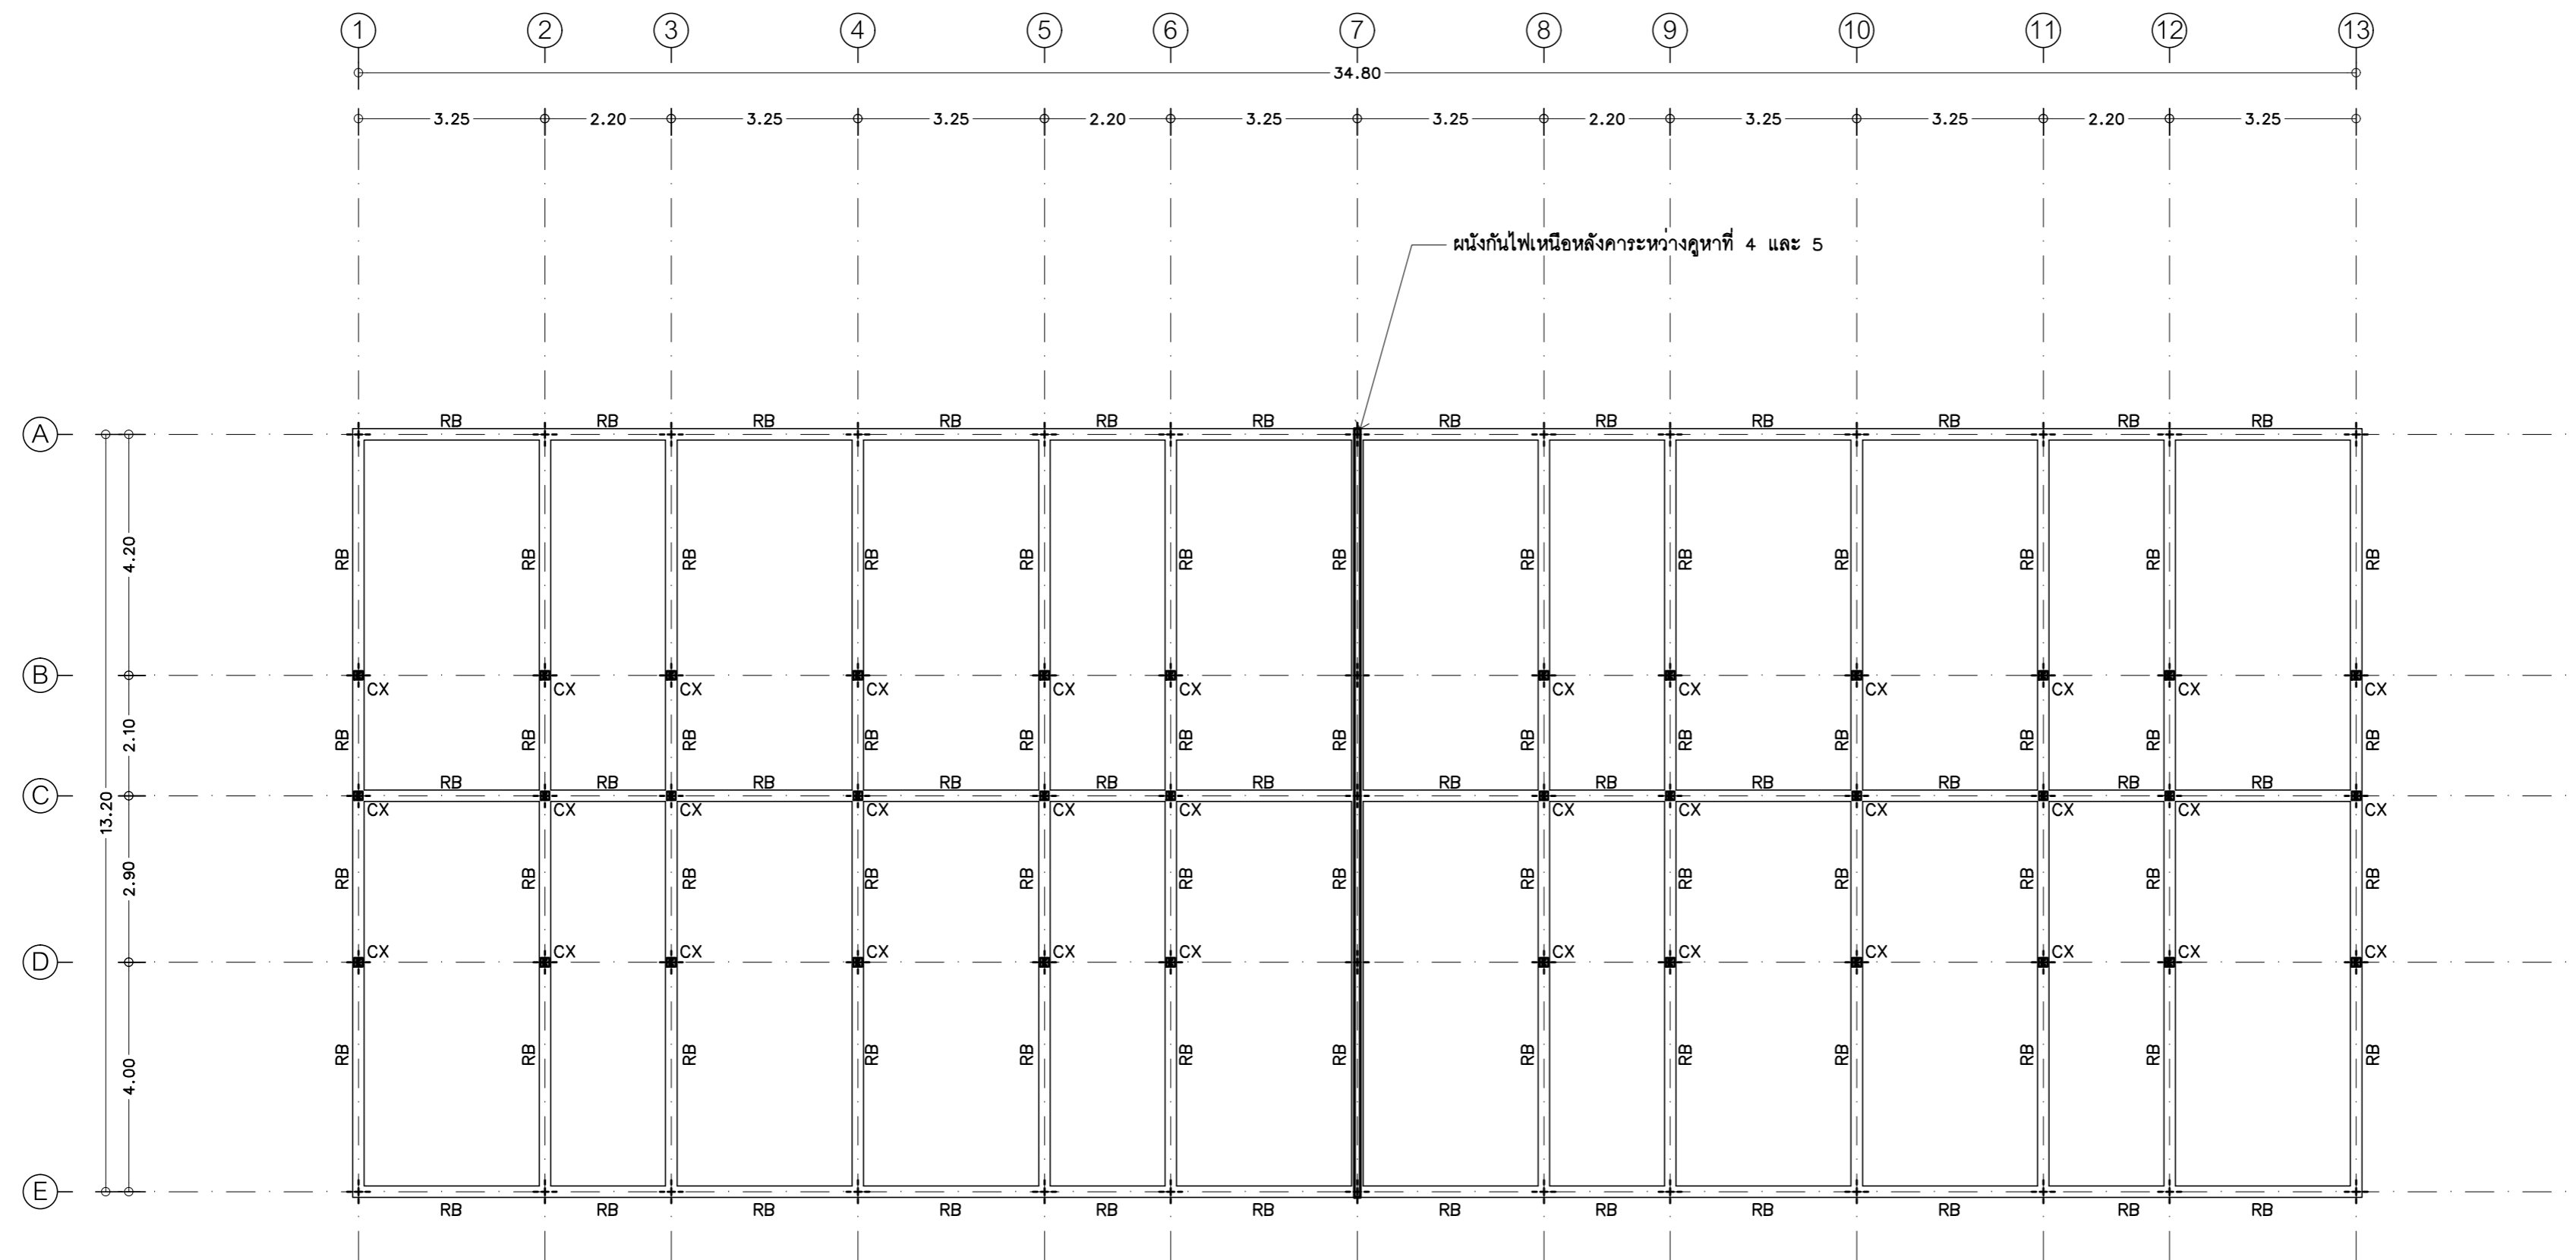 1 2 3 4 5 6 7 8 9 10 11 12 13
34.80
3.25 2.20 3.25 3.25 2.20 3.25 3.25 2.20 3.25 3.25 2.20 3.25
ผนังกันไฟเหนือหลังคาระหว่างคูหาที่ 4 และ 5
RB RB RB RB RB RB RB RB RB RB RB RB
A
4.20
RB RB RB RB RB RB RB RB RB RB RB RB RB
B
CX CX CX CX CX CX CX CX CX CX CX CX
2.10
RB RB RB RB RB RB RB RB RB RB RB RB RB
RB RB RB RB RB RB RB RB RB RB RB RB
C
13.20
CX CX CX CX CX CX CX CX CX CX CX CX
2.90
RB RB RB RB RB RB RB RB RB RB RB RB RB
CX CX CX CX CX CX CX CX CX CX CX CX
D
4.00
RB RB RB RB RB RB RB RB RB RB RB RB RB
E
RB RB RB RB RB RB RB RB RB RB RB RB